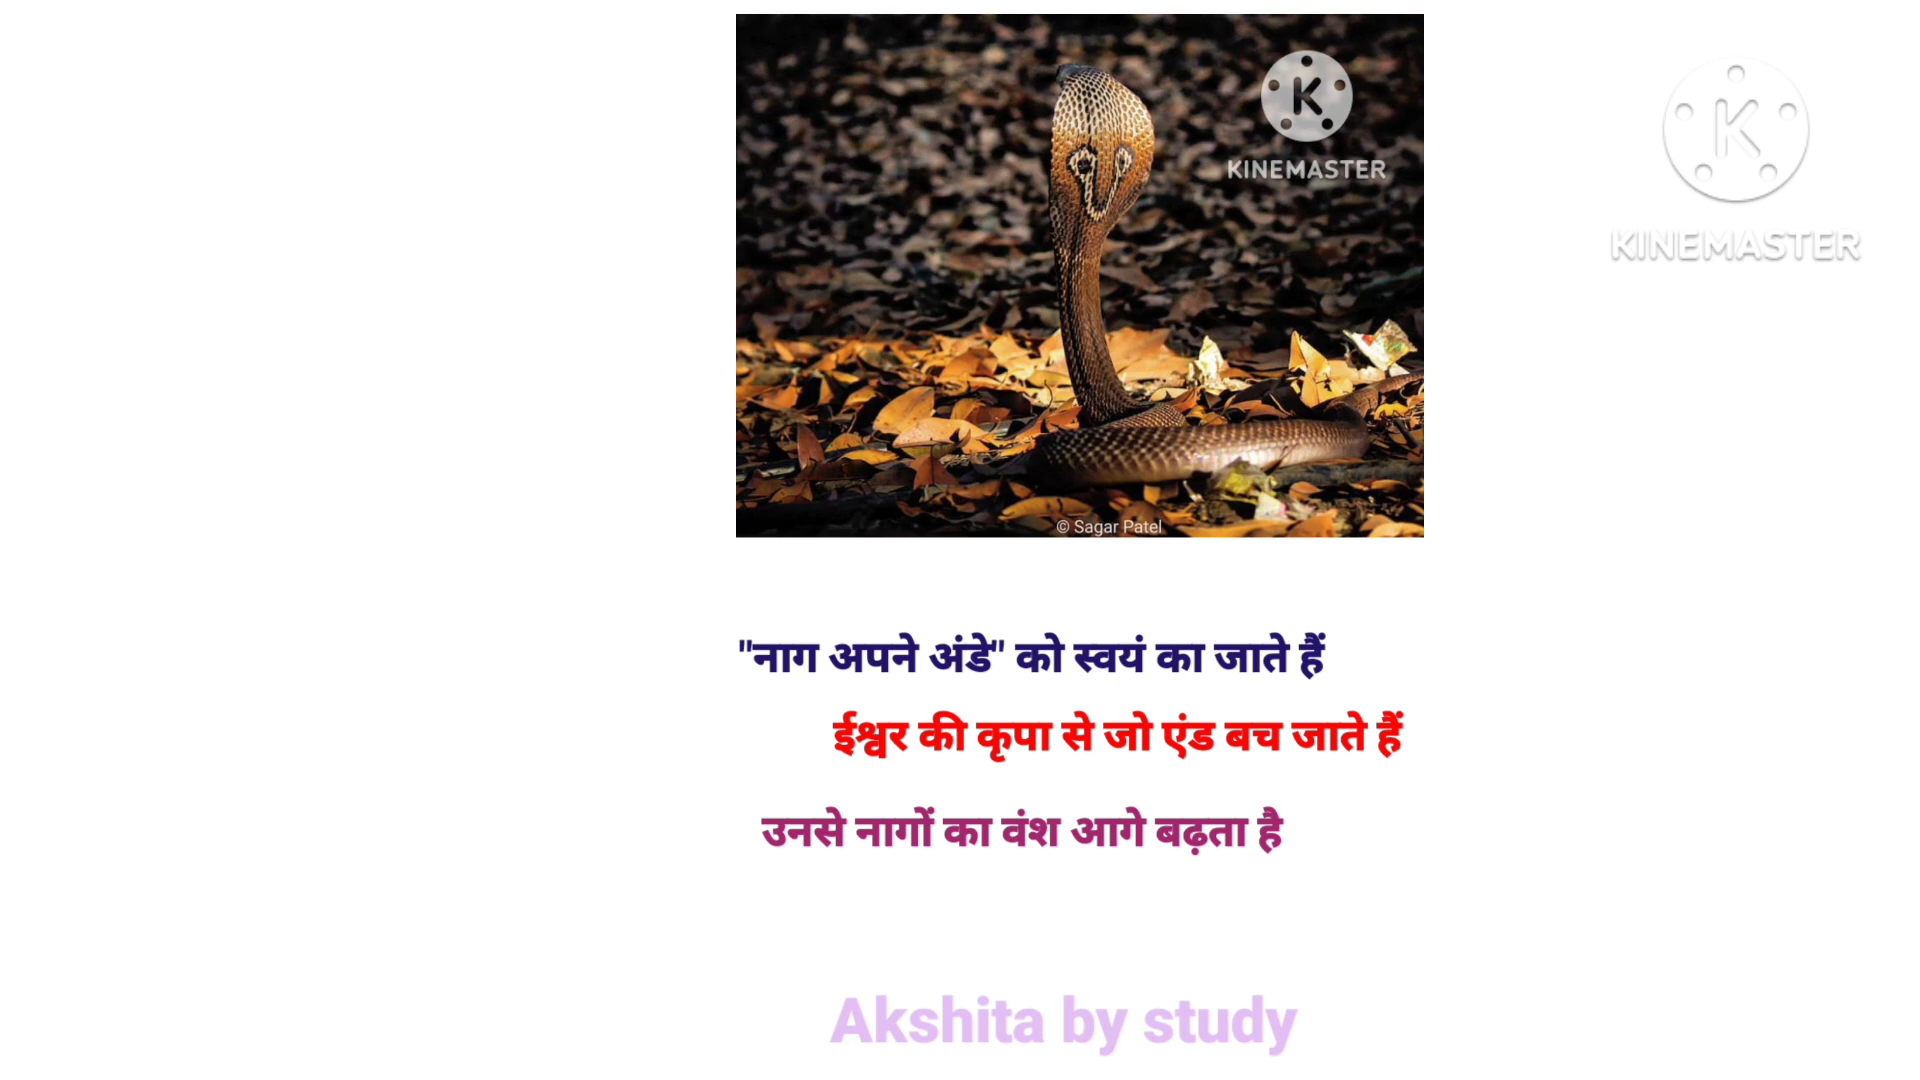 K
KINEMASTER
K
KINEMASTER
© Sagar Patel
"नाग अपने अंडे" को स्वयं का जाते हैं
ईश्वर की कृपा से जो एंड बच जाते हैं
उनसे नागों का वंश आगे बढ़ता है
Akshita by study